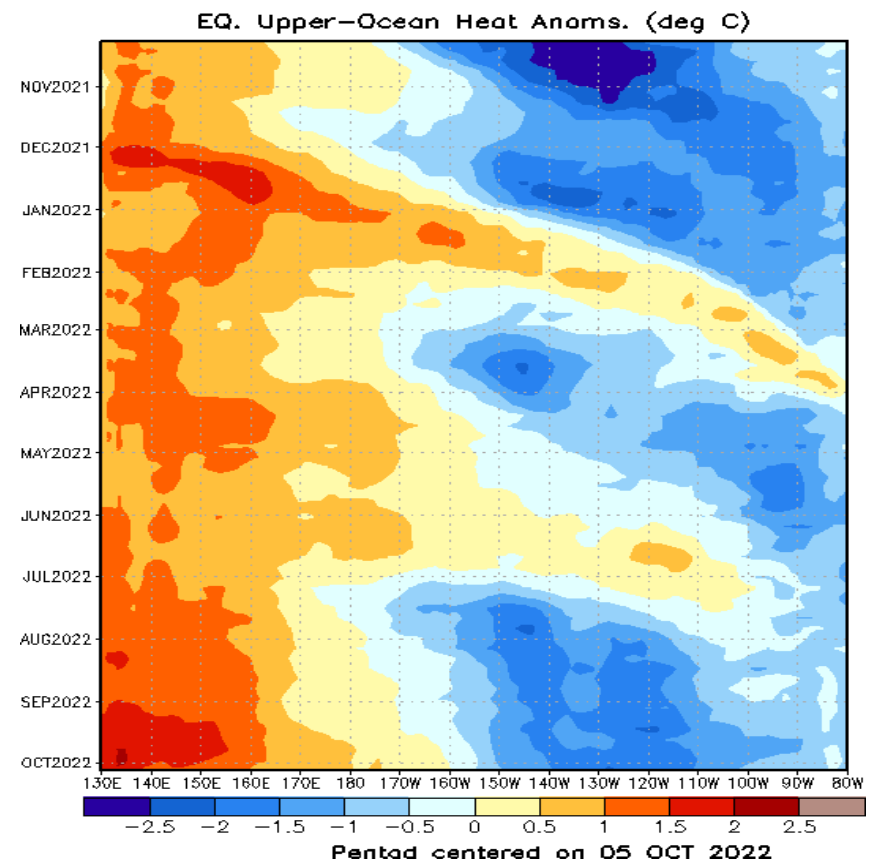 EQ. Upper-Ocean Heat Anoms. (deg C)
NOV2021
DEC2021
JAN2022
FEB2022
MAR2022
APR2022
MAY2022
JUN2022
JUL2022
AUG2022
SEP2022
OCT2022
130E 140E 150E 160E 170E 180 170W 160W 150W 140W 130W 120W 110W 100W 90W 80W
-2.5 -2 -1.5 -1 -0.5 0 0.5 1 1.5 2 2.5
Pentad centered on 05 OCT 2022